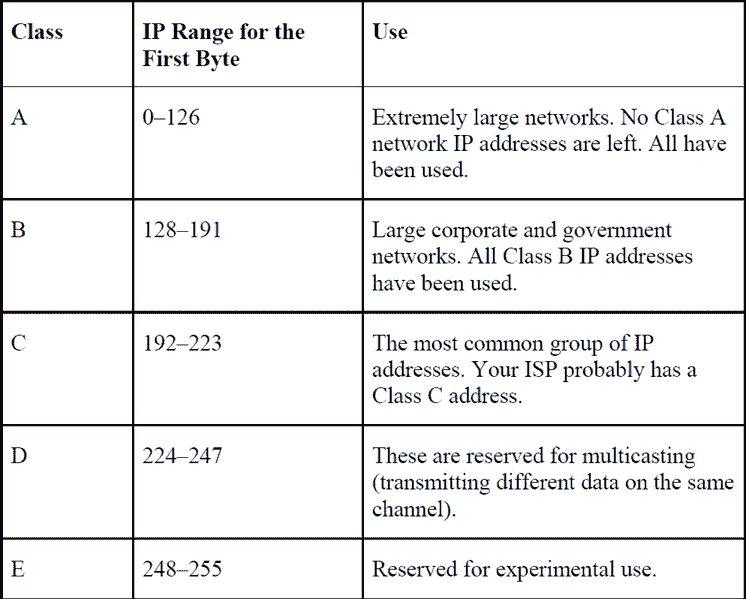 Class
IP Range for the
First Byte
Use
A
0–126
Extremely large networks. No Class A
network IP addresses are left. All have
been used.
B
128–191
Large corporate and government
networks. All Class B IP addresses
have been used.
C
192–223
The most common group of IP
addresses. Your ISP probably has a
Class C address.
D
224–247
These are reserved for multicasting
(transmitting different data on the same
channel).
E
248–255
Reserved for experimental use.